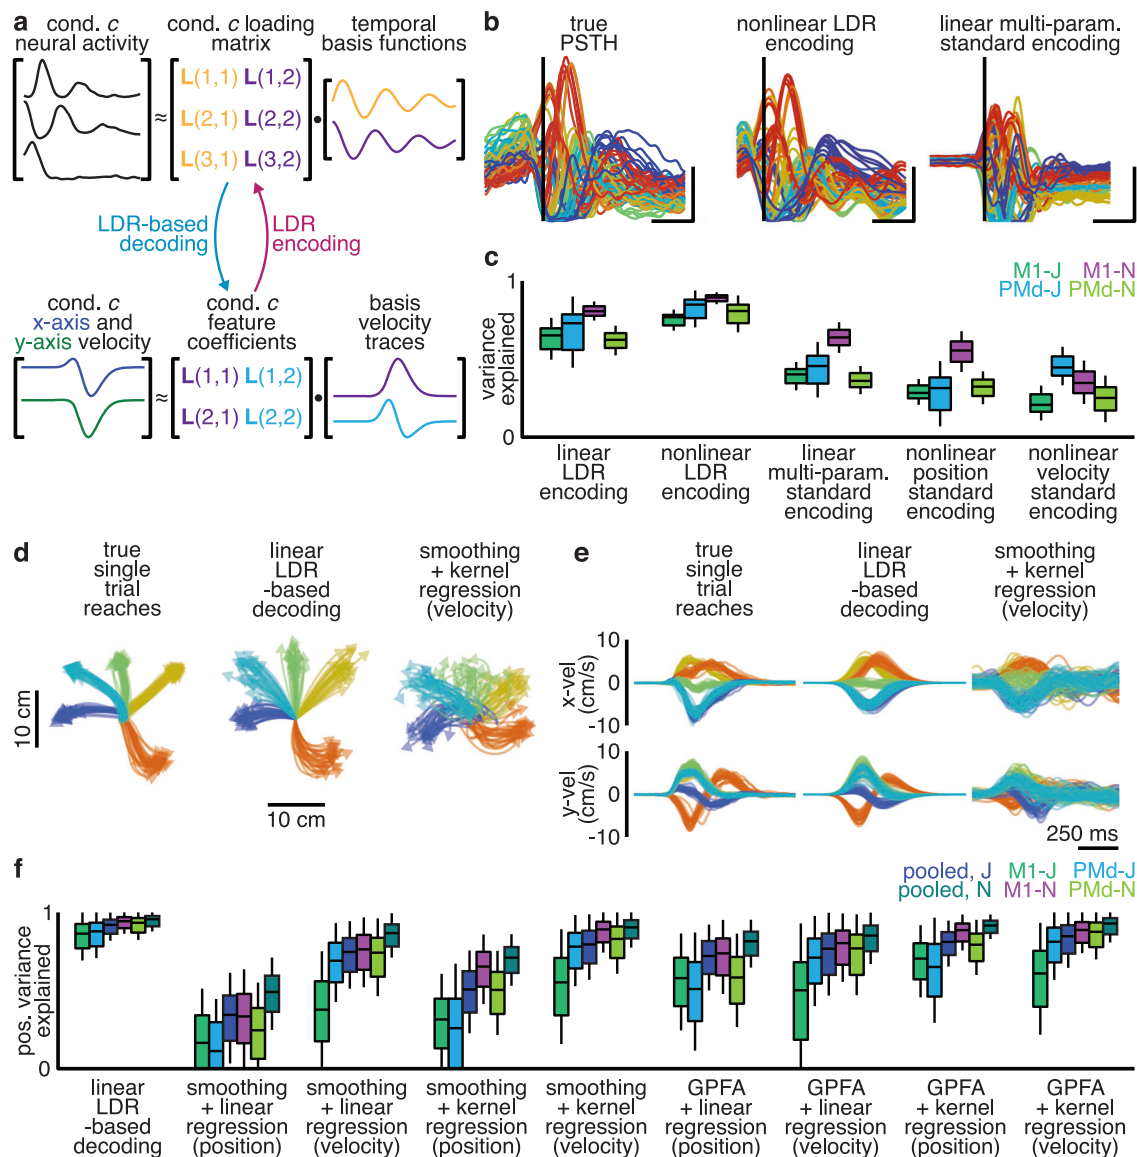 a
cond. c
neural activity
cond. c loading
matrix
temporal
basis functions
L(1,1) L(1,2)
L(2,1) L(2,2)
L(3,1) L(3,2)
≈
LDR-based
decoding
LDR
encoding
cond. c
x-axis and
y-axis velocity
cond. c
feature
coefficients
basis
velocity
traces
L(1,1) L(1,2)
L(2,1) L(2,2)
≈
b
true
PSTH
nonlinear LDR
encoding
linear multi-param.
standard encoding
c
M1-J M1-N
PMd-J PMd-N
1
variance
explained
0
linear
LDR
encoding
nonlinear
LDR
encoding
linear
multi-param.
standard
encoding
nonlinear
position
standard
encoding
nonlinear
velocity
standard
encoding
d
true
single
trial
reaches
linear
LDR
-based
decoding
smoothing
+ kernel
regression
(velocity)
10 cm
10 cm
e
true
single
trial
reaches
linear
LDR
-based
decoding
smoothing
+ kernel
regression
(velocity)
x-vel
(cm/s)
10
0
-10
y-vel
(cm/s)
10
0
-10
250 ms
f
pooled, J M1-J PMd-J
pooled, N M1-N PMd-N
1
pos. variance
explained
0
linear
LDR
-based
decoding
smoothing
+ linear
regression
(position)
smoothing
+ linear
regression
(velocity)
smoothing
+ kernel
regression
(position)
smoothing
+ kernel
regression
(velocity)
GPFA
+ linear
regression
(position)
GPFA
+ linear
regression
(velocity)
GPFA
+ kernel
regression
(position)
GPFA
+ kernel
regression
(velocity)